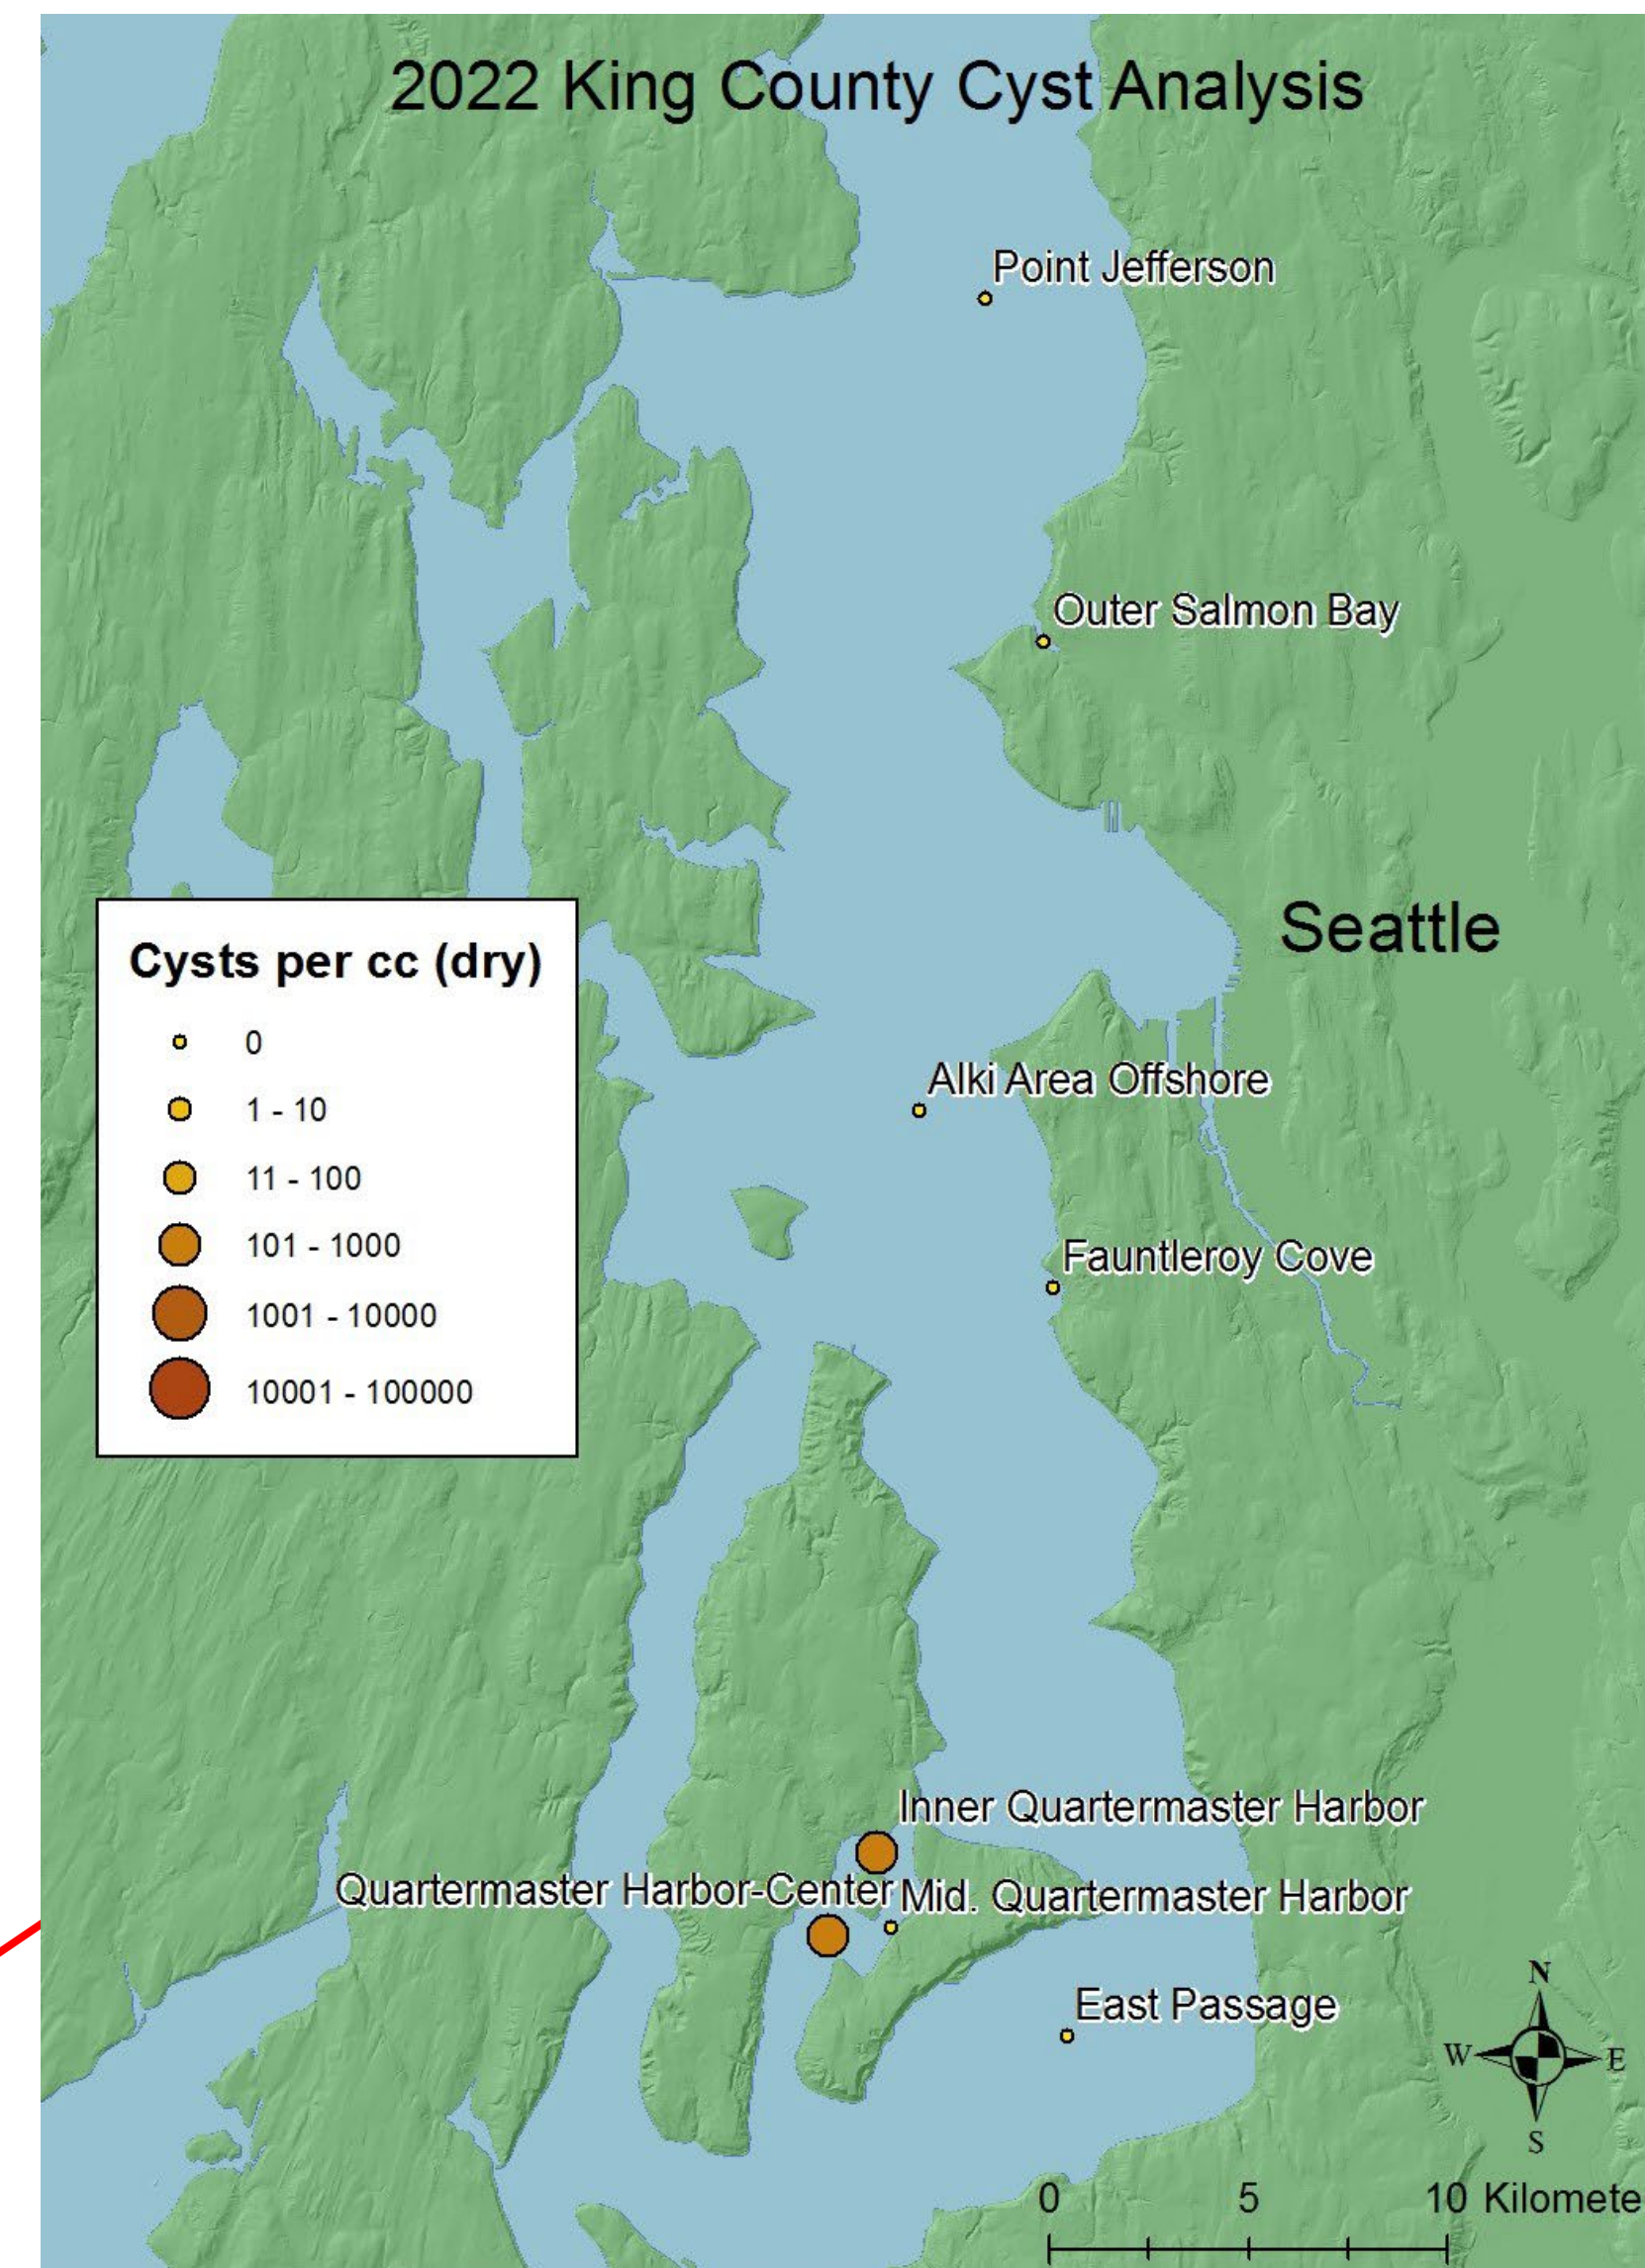 2022 King County Cyst Analysis
Point Jefferson
Outer Salmon Bay
Seattle
Cysts per cc (dry)
0
1 - 10
11 - 100
101 - 1000
1001 - 10000
10001 - 100000
Alki Area Offshore
Fauntleroy Cove
Inner Quartermaster Harbor
Quartermaster Harbor-Center
Mid. Quartermaster Harbor
East Passage
N
W E
S
0 5 10 Kilomete